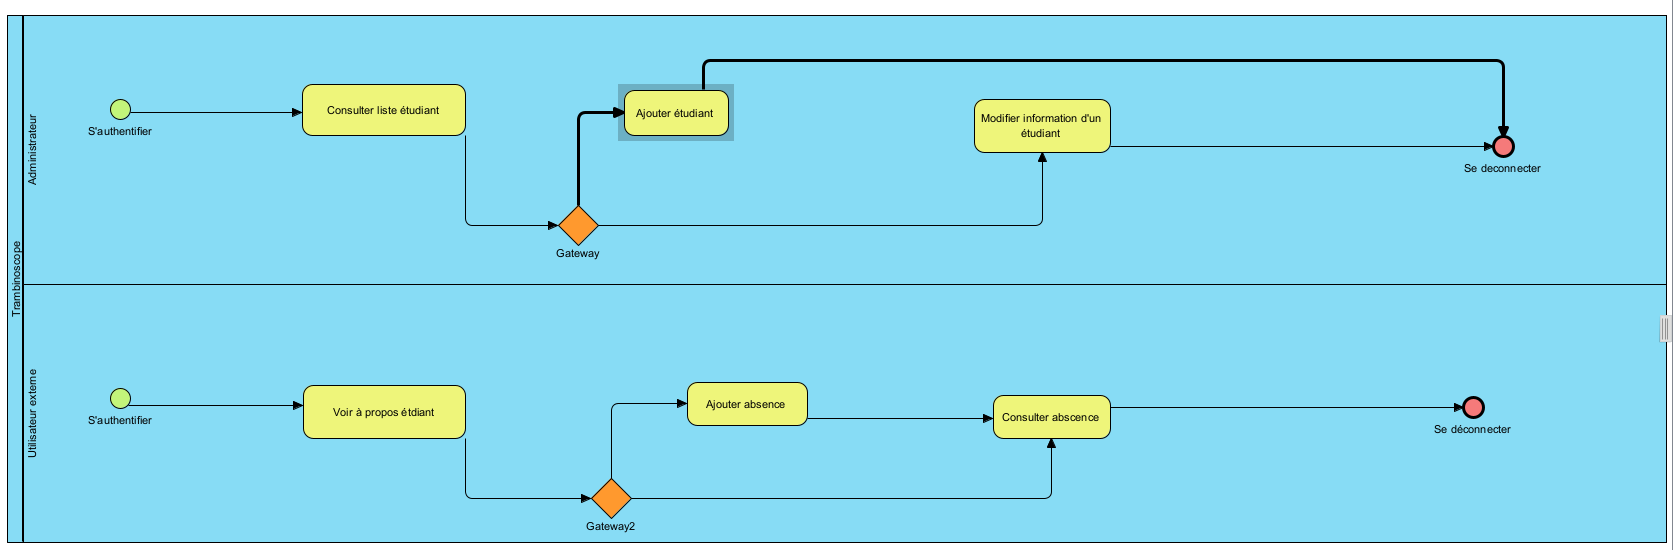 Trambinoscope
Administrateur
S'authentifier
Consulter liste étudiant
Gateway
Ajouter étudiant
Modifier information d'un
étudiant
Se deconnecter
Utilisateur externe
S'authentifier
Voir à propos étdiant
Gateway2
Ajouter absence
Consulter abscence
Se déconnecter